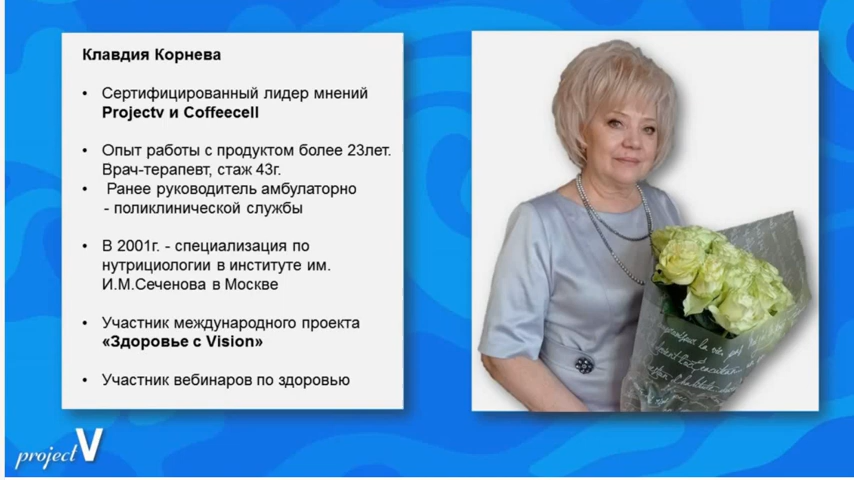 Клавдия Корнева
• Сертифицированный лидер мнений
Projectv и Coffeecell
• Опыт работы с продуктом более 23лет.
Врач-терапевт, стаж 43г.
• Ранее руководитель амбулаторно
- поликлинической службы
• В 2001г. - специализация по
нутрициологии в институте им.
И.М.Сеченова в Москве
• Участник международного проекта
«Здоровье с Vision»
• Участник вебинаров по здоровью
project V